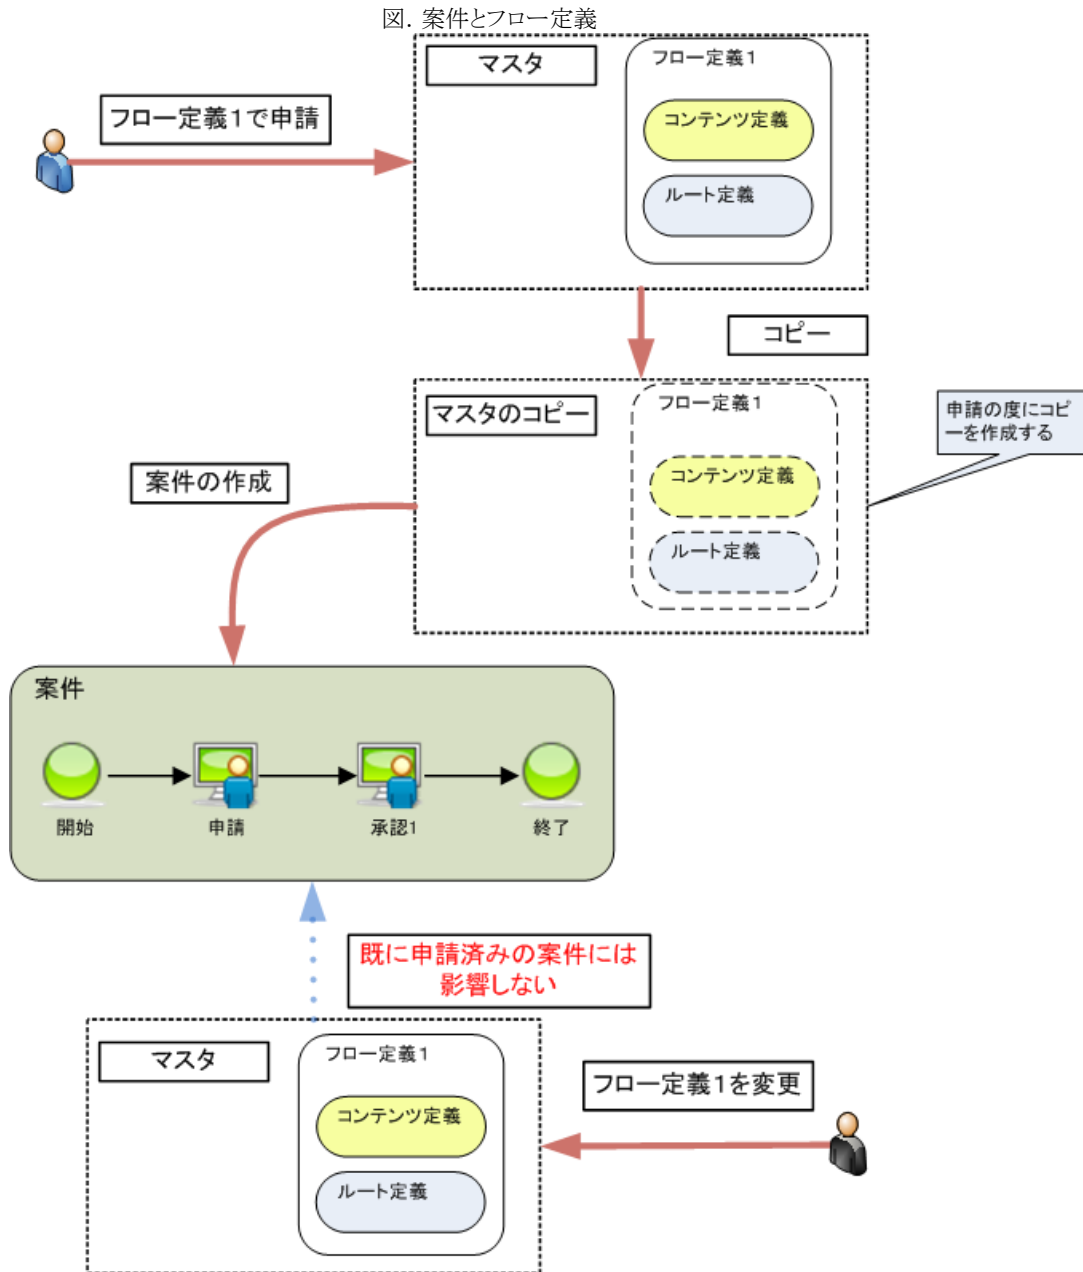 図. 案件とフロー定義
マスタ
フロー定義1
フロー定義1で申請
コンテンツ定義
ルート定義
コピー
マスタのコピー
フロー定義1
申請の度にコピ
ーを作成する
コンテンツ定義
案件の作成
ルート定義
案件
開始
申請
承認1
終了
既に申請済みの案件には
影響しない
マスタ
フロー定義1
フロー定義1を変更
コンテンツ定義
ルート定義